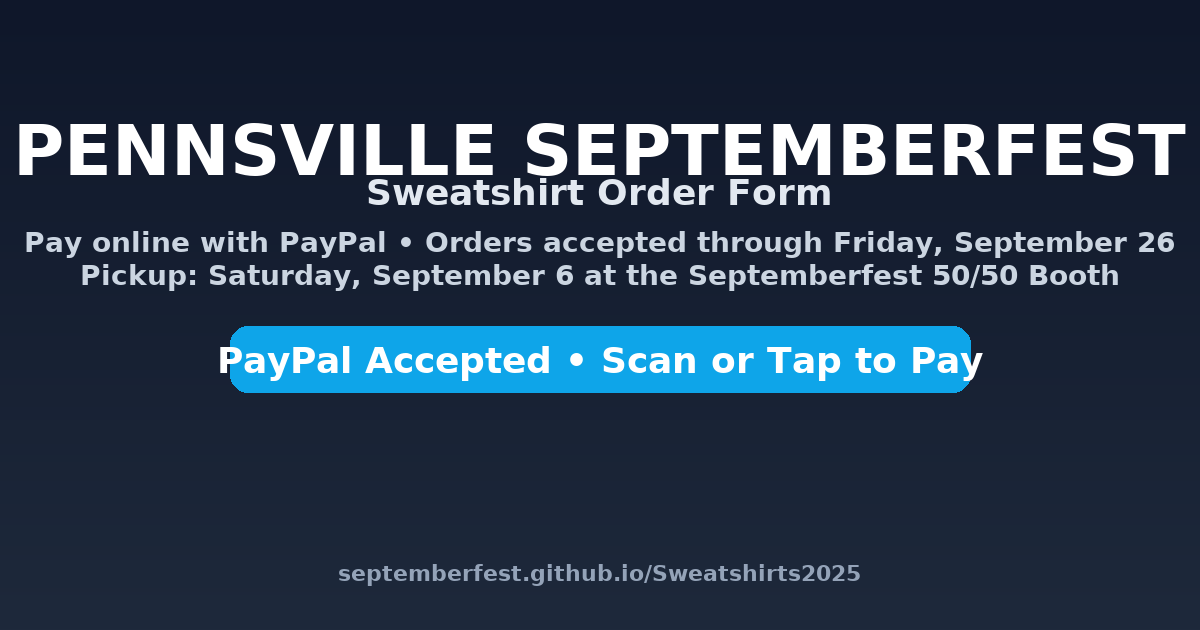 PENNSVILLE SEPTEMBERFEST
Sweatshirt Order Form
Pay online with PayPal • Orders accepted through Friday, September 26
Pickup: Saturday, September 6 at the Septemberfest 50/50 Booth
PayPal Accepted • Scan or Tap to Pay
septemberfest.github.io/Sweatshirts2025